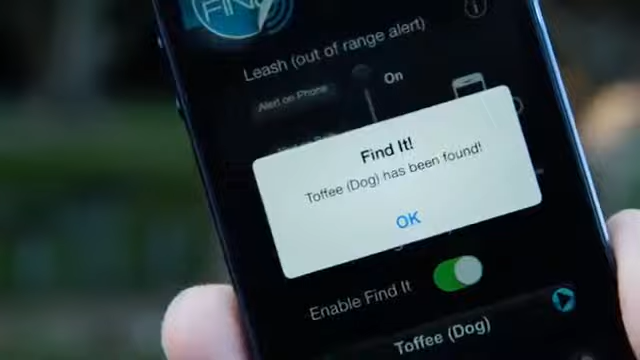 FIND
Leash (out of range alert)
On
Alert on Phone
Find It!
Toffee (Dog) has been found!
OK
Enable Find It
Toffee (Dog)